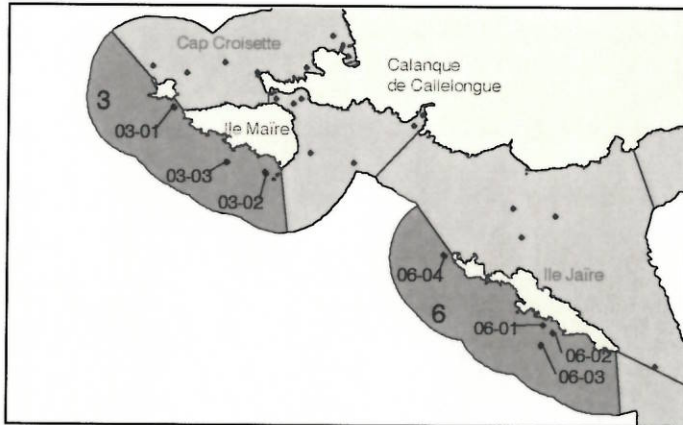 Cap Croisette
Calanque
de Callelongue
3
03-01
Ile Maïre
03-03
03-02
06-04
Ile Jaïre
6
06-01
06-02
06-03